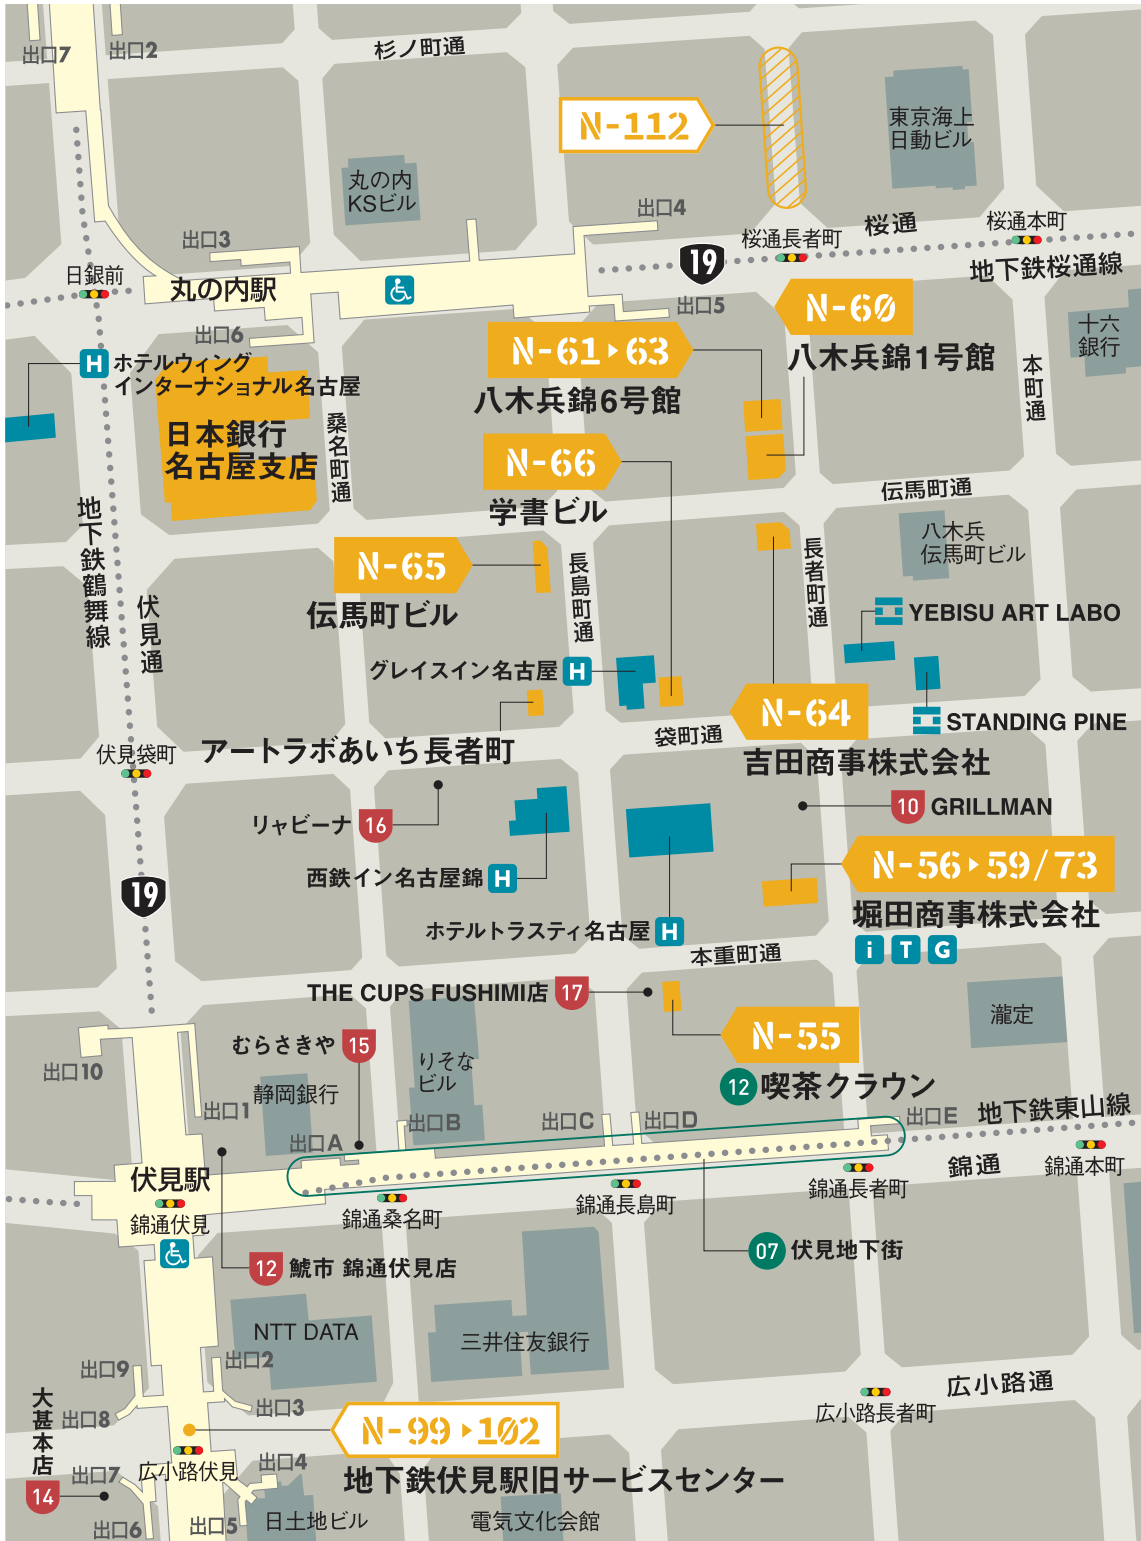 出口7
出口2
杉ノ町通
N-112
東京海上
日動ビル
丸の内
KSビル
出口4
桜通
桜通本町
出口3
桜通長者町
19
地下鉄桜通線
日銀前
丸の内駅
出口5
N-60
十六
銀行
出口6
N-61▶63
八木兵錦1号館
H ホテルウィング
インターナショナル名古屋
八木兵錦6号館
本町通
日本銀行
名古屋支店
桑名町通
N-66
学書ビル
伝馬町通
地下鉄鶴舞線
八木兵
伝馬町ビル
N-65
伝馬町ビル
長島町通
長者町通
伏見通
YEBISU ART LABO
グレイスイン名古屋 H
N-64
STANDING PINE
袋町通
伏見袋町
アートラボあいち長者町
吉田商事株式会社
リャビーナ 16
10 GRILLMAN
西鉄イン名古屋錦 H
N-56▶59/73
19
堀田商事株式会社
ホテルトラスティ名古屋 H
i T G
本重町通
THE CUPS FUSHIMI店 17
瀧定
むらさきや 15
N-55
りそな
ビル
出口10
12 喫茶クラウン
静岡銀行
出口1
出口A
出口B
出口C
出口D
出口E
地下鉄東山線
伏見駅
錦通
錦通本町
錦通伏見
錦通桑名町
錦通長島町
錦通長者町
07 伏見地下街
12 鯱市 錦通伏見店
NTT DATA
三井住友銀行
出口9
出口2
大甚本店
14
出口8
出口3
広小路通
広小路長者町
N-99▶102
広小路伏見
地下鉄伏見駅旧サービスセンター
出口7
出口4
出口6
出口5
日土地ビル
電気文化会館